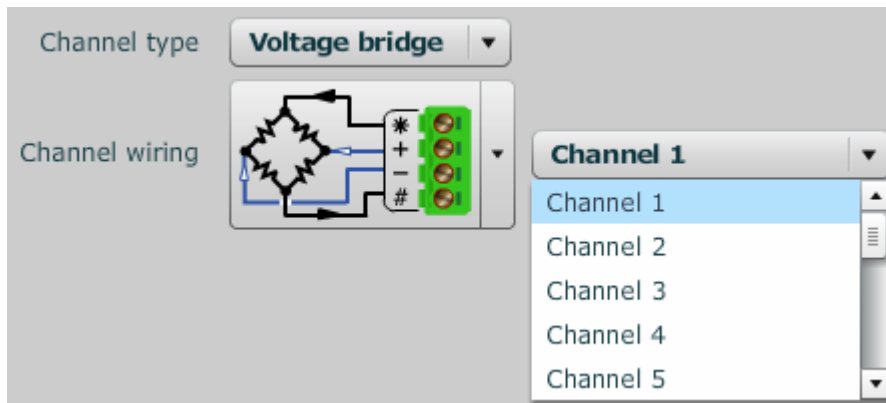 Channel type
Voltage bridge
Channel wiring
*
+
−
#
Channel 1
Channel 1
Channel 2
Channel 3
Channel 4
Channel 5